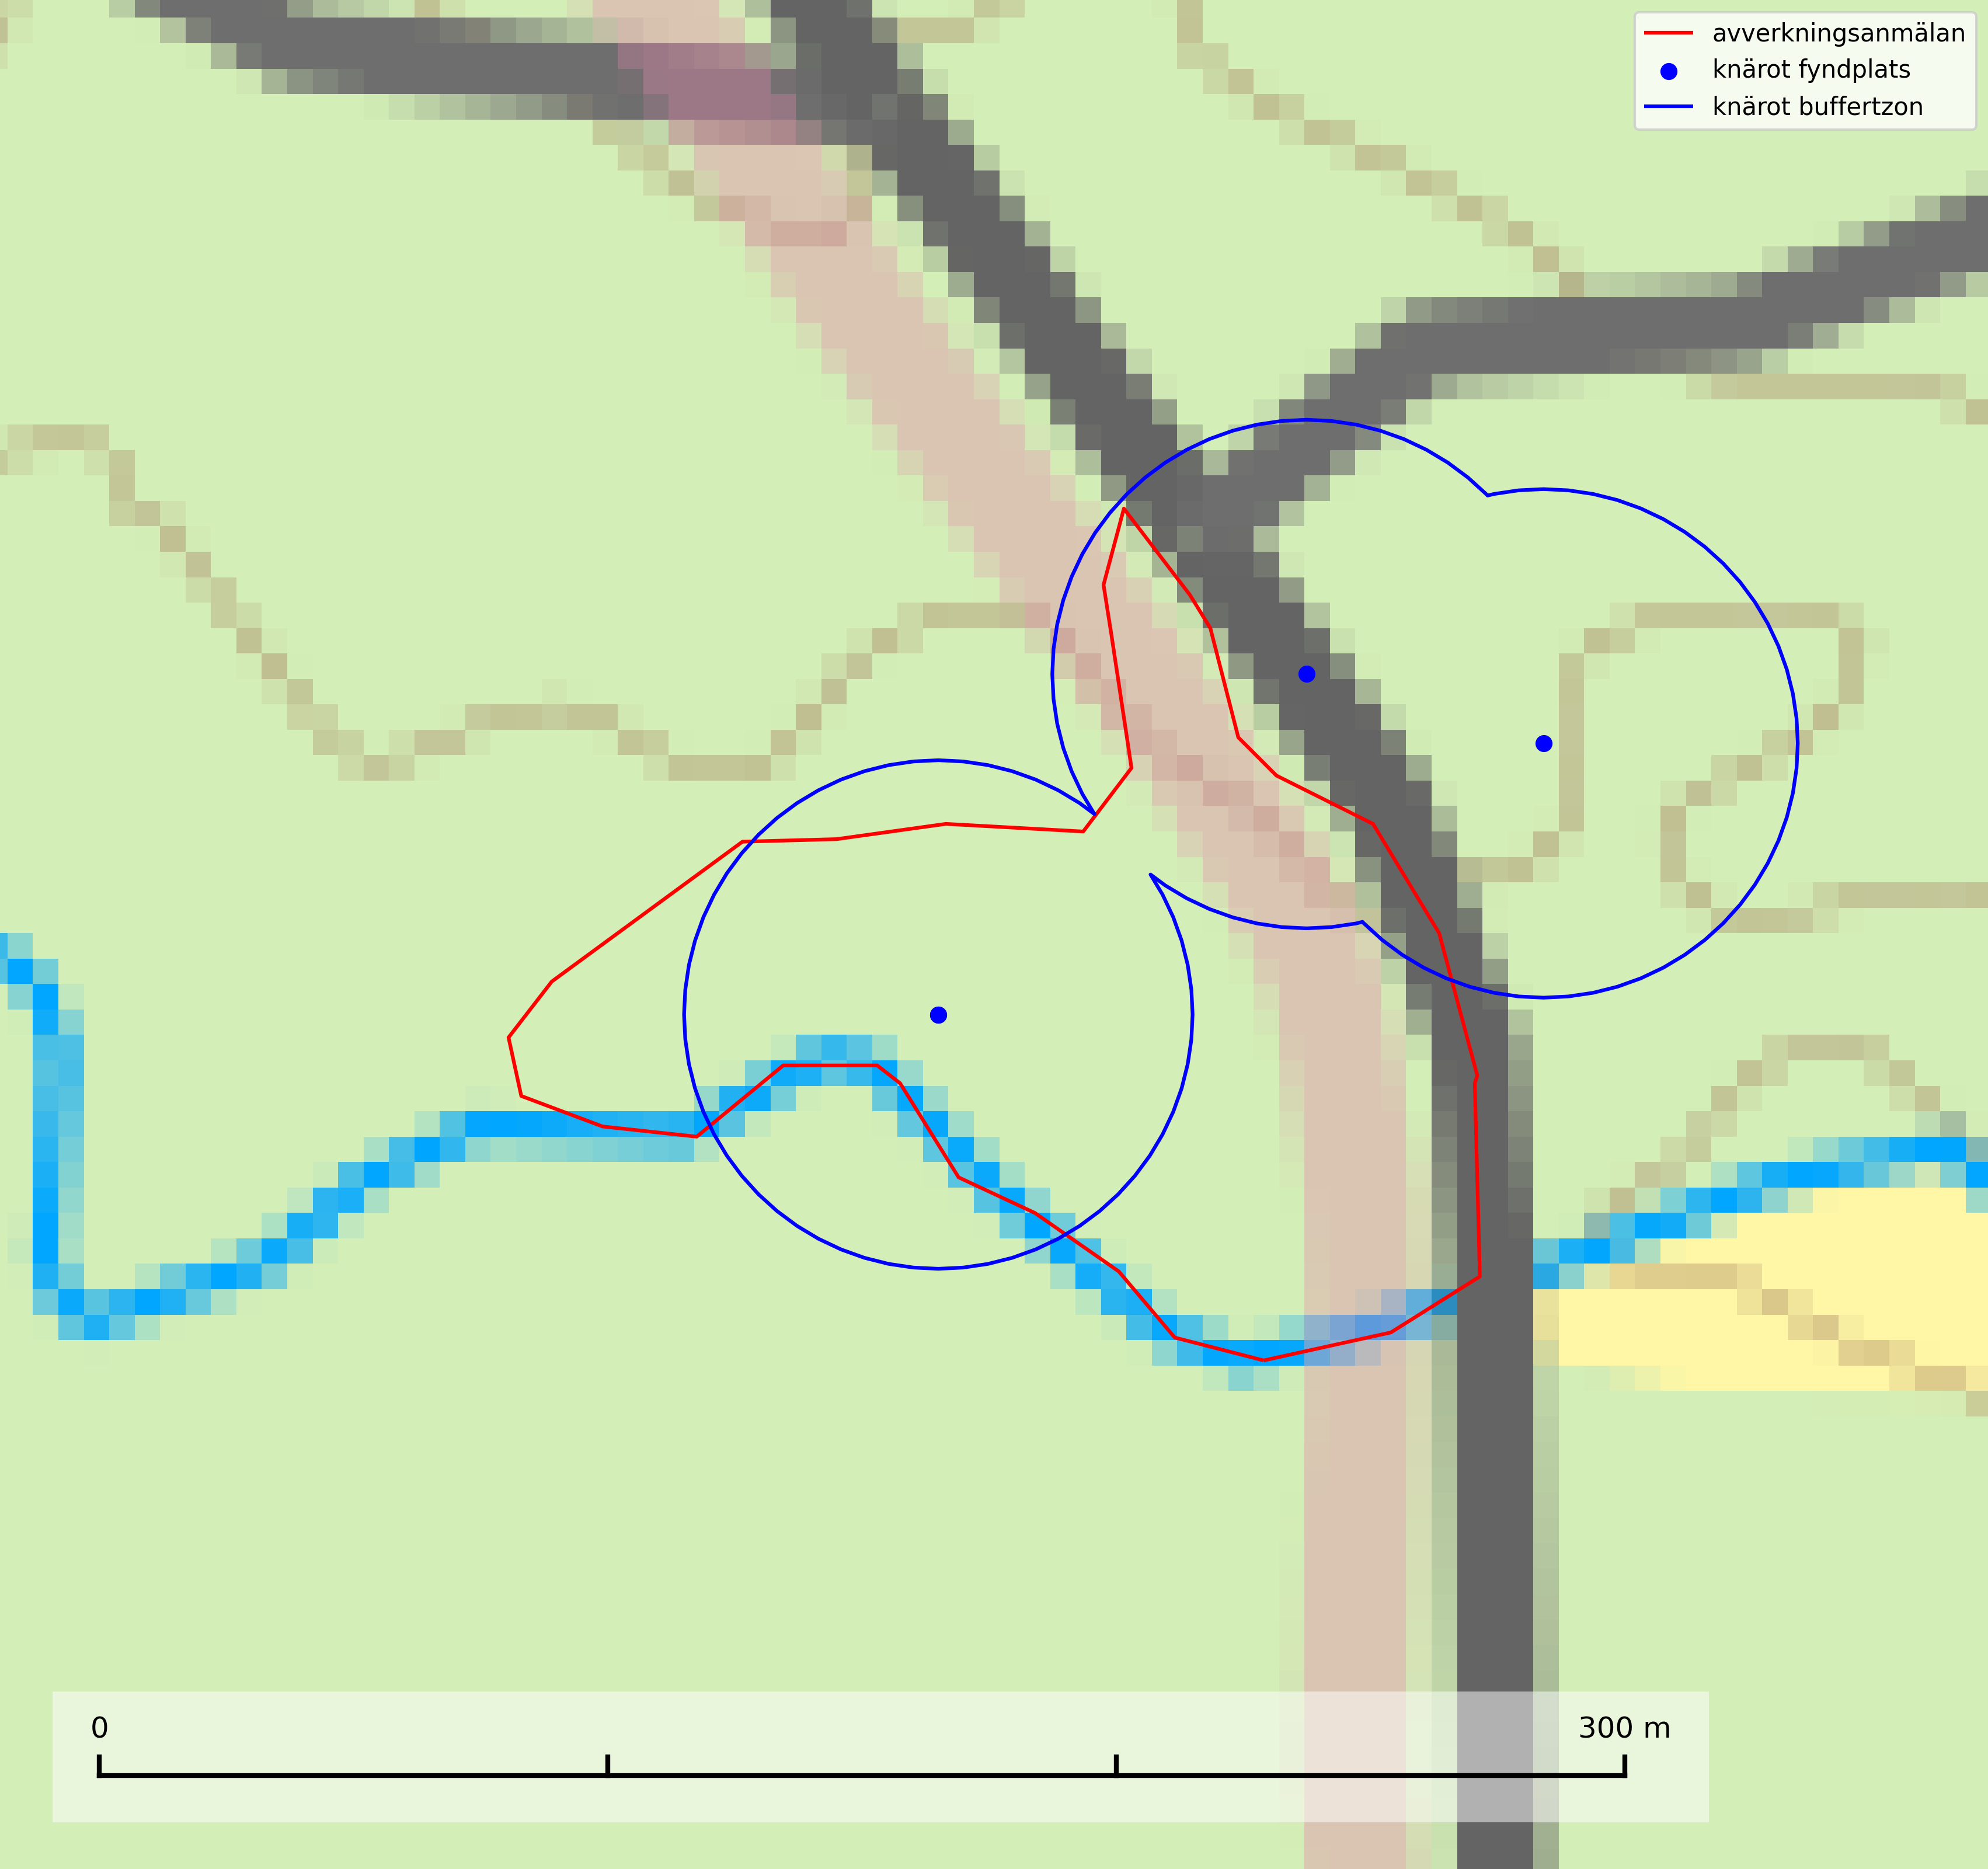 avverkningsanmälan
knärot fyndplats
knärot buffertzon
0
300 m